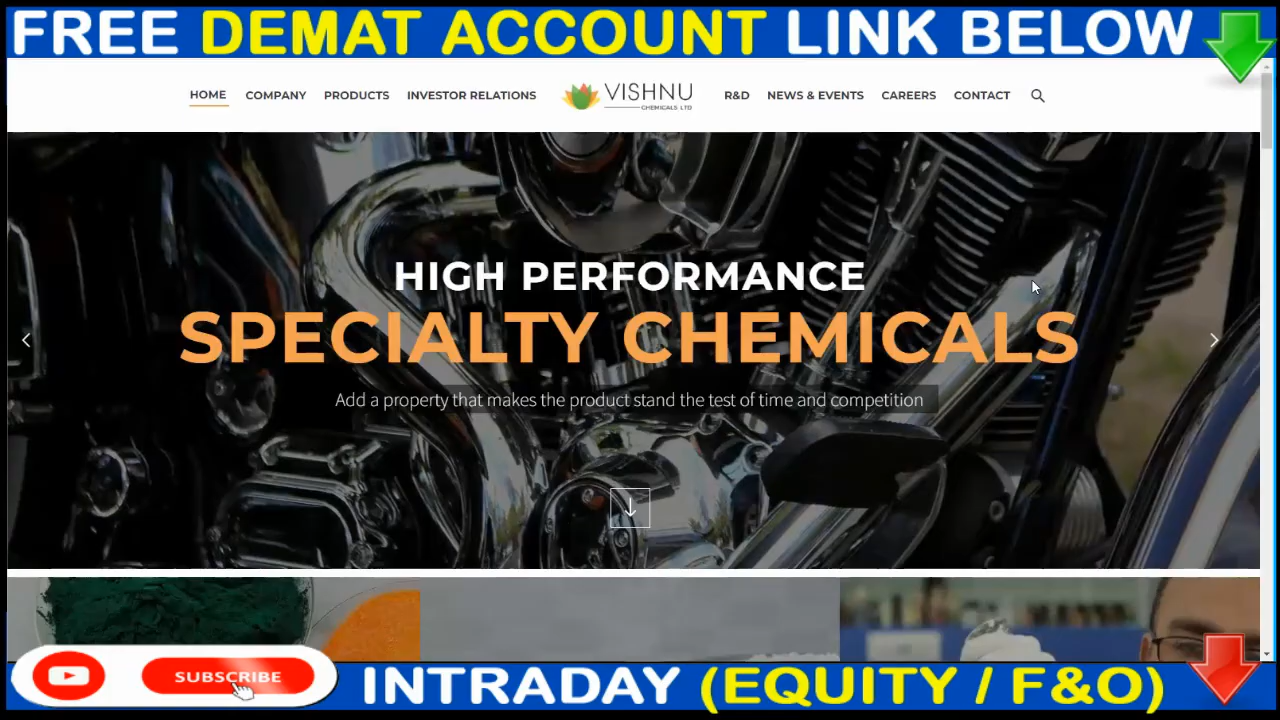 FREE DEMAT ACCOUNT LINK BELOW
HOME COMPANY PRODUCTS INVESTOR RELATIONS VISHNU CHEMICALS LTD R&D NEWS & EVENTS CAREERS CONTACT
HIGH PERFORMANCE
SPECIALTY CHEMICALS
Add a property that makes the product stand the test of time and competition
SUBSCRIBE
INTRADAY (EQUITY / F&O)